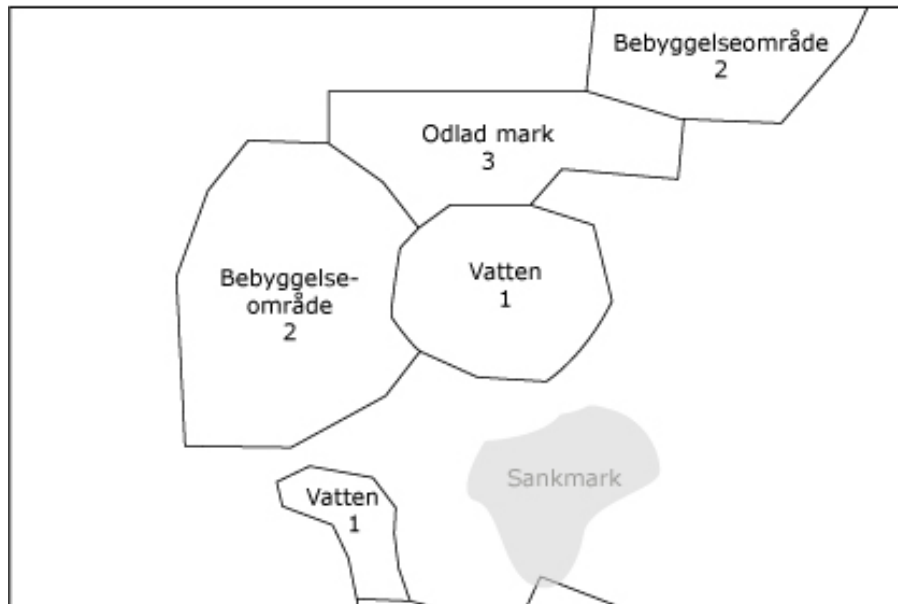 Bebyggelseområde
2
Odlad mark
3
Bebyggelse-
område
2
Vatten
1
Sankmark
Vatten
1